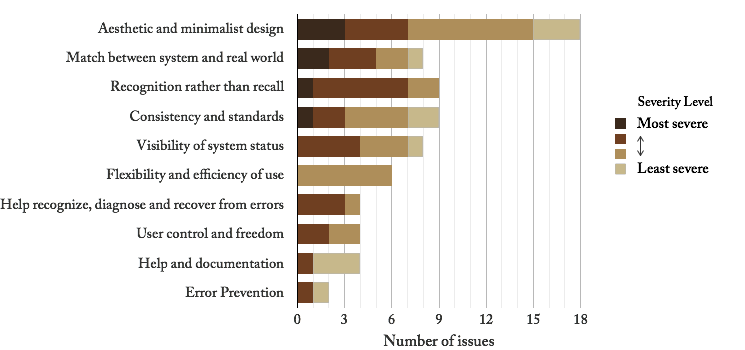 Aesthetic and minimalist design
Match between system and real world
Recognition rather than recall
Consistency and standards
Visibility of system status
Flexibility and efficiency of use
Help recognize, diagnose and recover from errors
User control and freedom
Help and documentation
Error Prevention
0 3 6 9 12 15 18
Number of issues
Severity Level
Most severe
Least severe